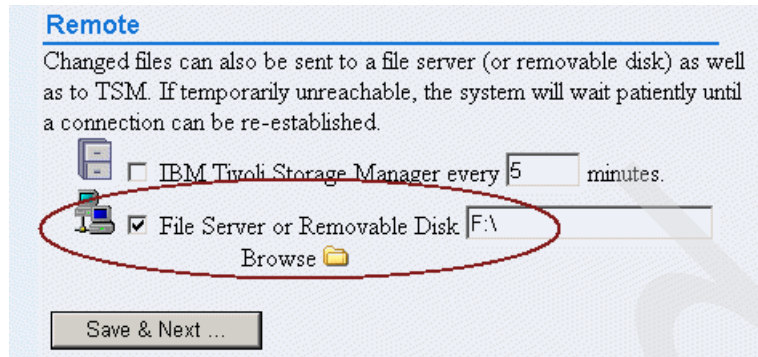 Remote
Changed files can also be sent to a file server (or removable disk) as well
as to TSM. If temporarily unreachable, the system will wait patiently until
a connection can be re-established.
IBM Tivoli Storage Manager every 5 minutes.
File Server or Removable Disk F:\
Browse
Save & Next ...